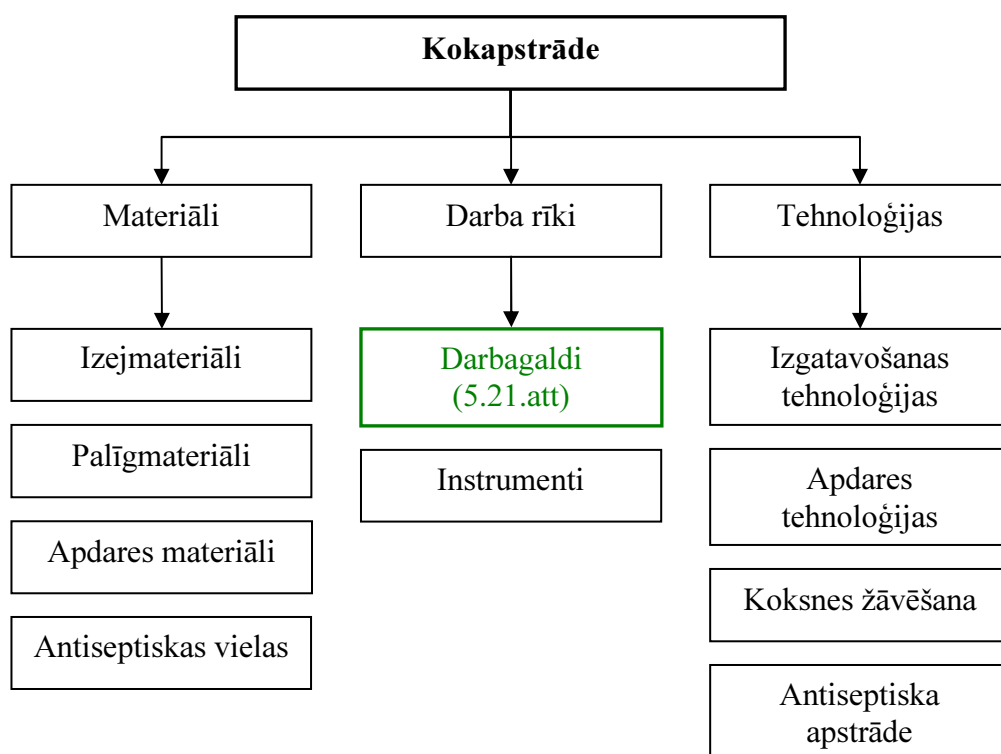 Kokapstrāde
Materiāli
Darba rīki
Tehnoloģijas
Izejmateriāli
Palīgmateriāli
Apdares materiāli
Antiseptiskas vielas
Darbagaldi
(5.21.att)
Instrumenti
Izgatavošanas
tehnoloģijas
Apdares
tehnoloģijas
Koksnes žāvēšana
Antiseptiska
apstrāde